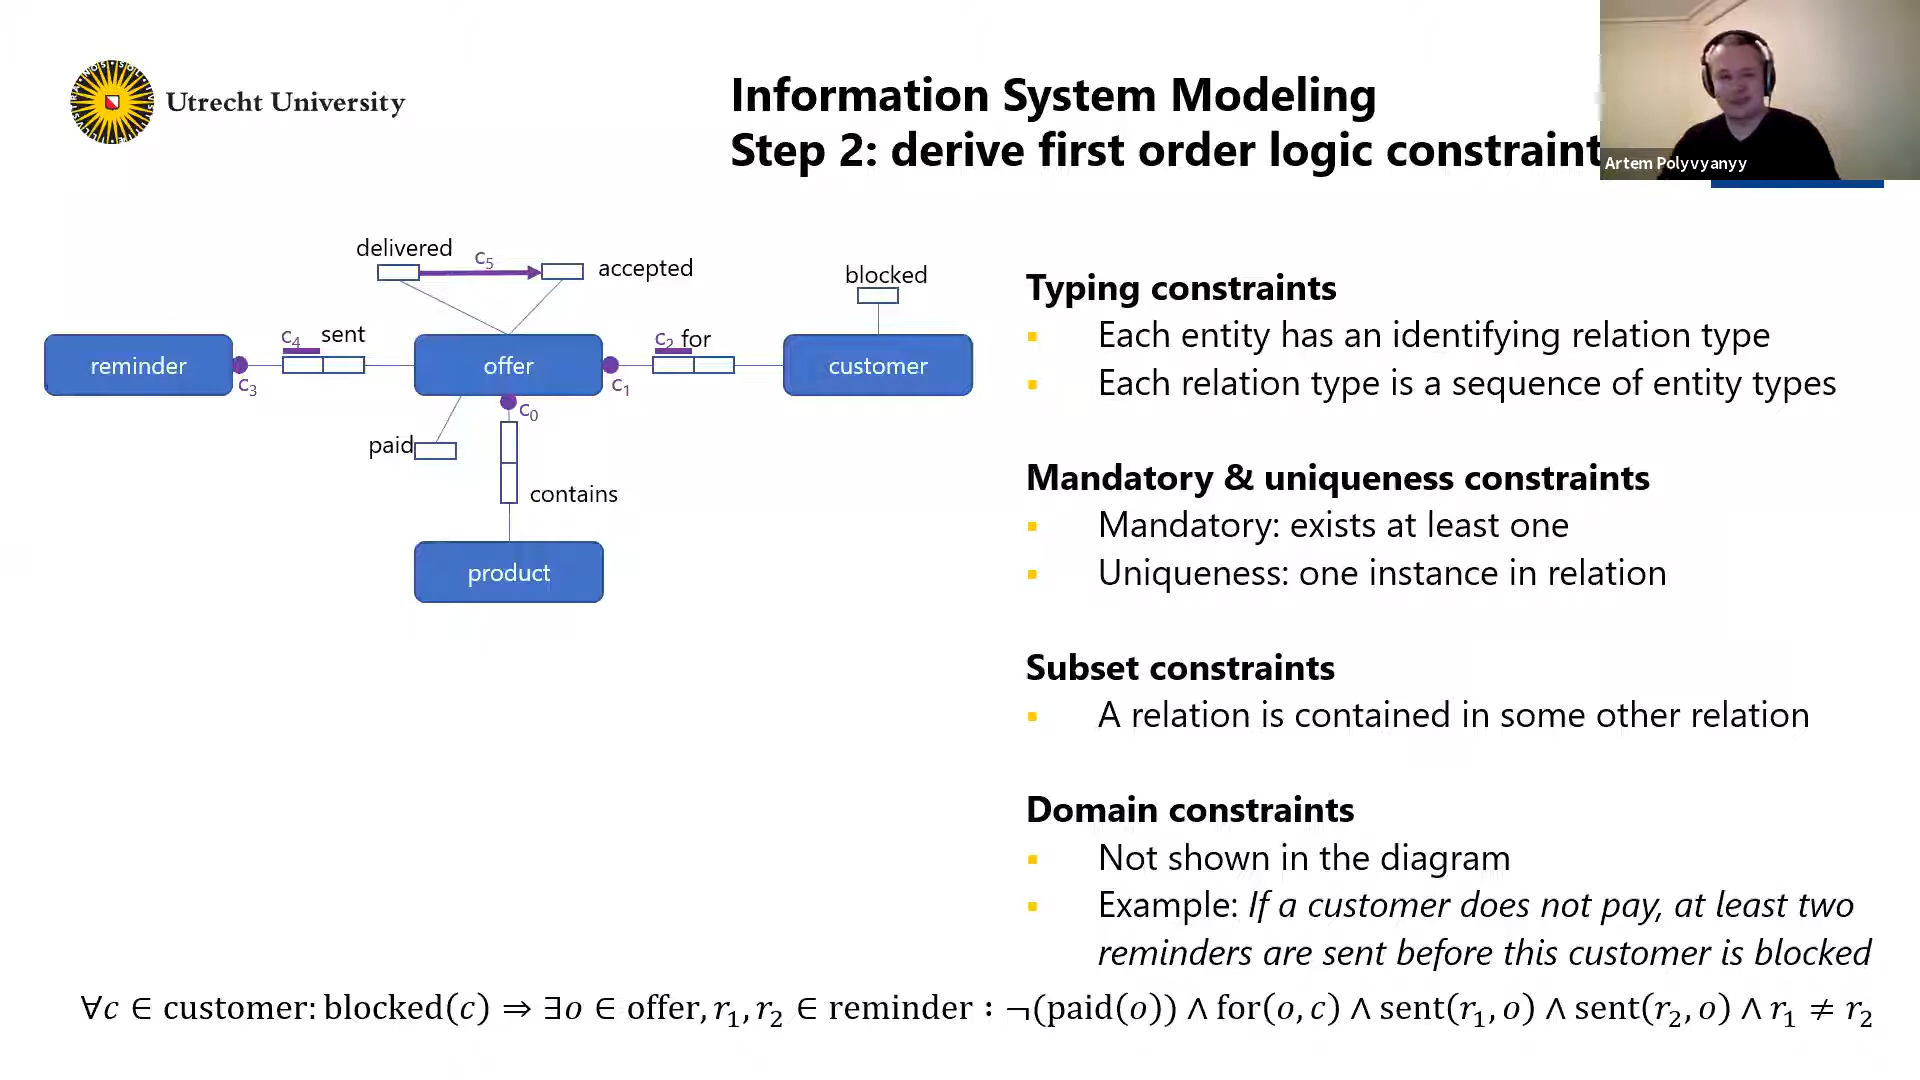 Utrecht University
Information System Modeling
Step 2: derive first order logic constraint
Artem Polyvyanyy
delivered
c5
accepted
blocked
c4 sent
c2 for
reminder
offer
customer
c3
c1
c0
paid
contains
product
Typing constraints
▪ Each entity has an identifying relation type
▪ Each relation type is a sequence of entity types
Mandatory & uniqueness constraints
▪ Mandatory: exists at least one
▪ Uniqueness: one instance in relation
Subset constraints
▪ A relation is contained in some other relation
Domain constraints
▪ Not shown in the diagram
▪ Example: If a customer does not pay, at least two
reminders are sent before this customer is blocked
∀c ∈ customer: blocked(c) ⇒ ∃o ∈ offer, r₁, r₂ ∈ reminder : ¬(paid(o)) ∧ for(o, c) ∧ sent(r₁, o) ∧ sent(r₂, o) ∧ r₁ ≠ r₂